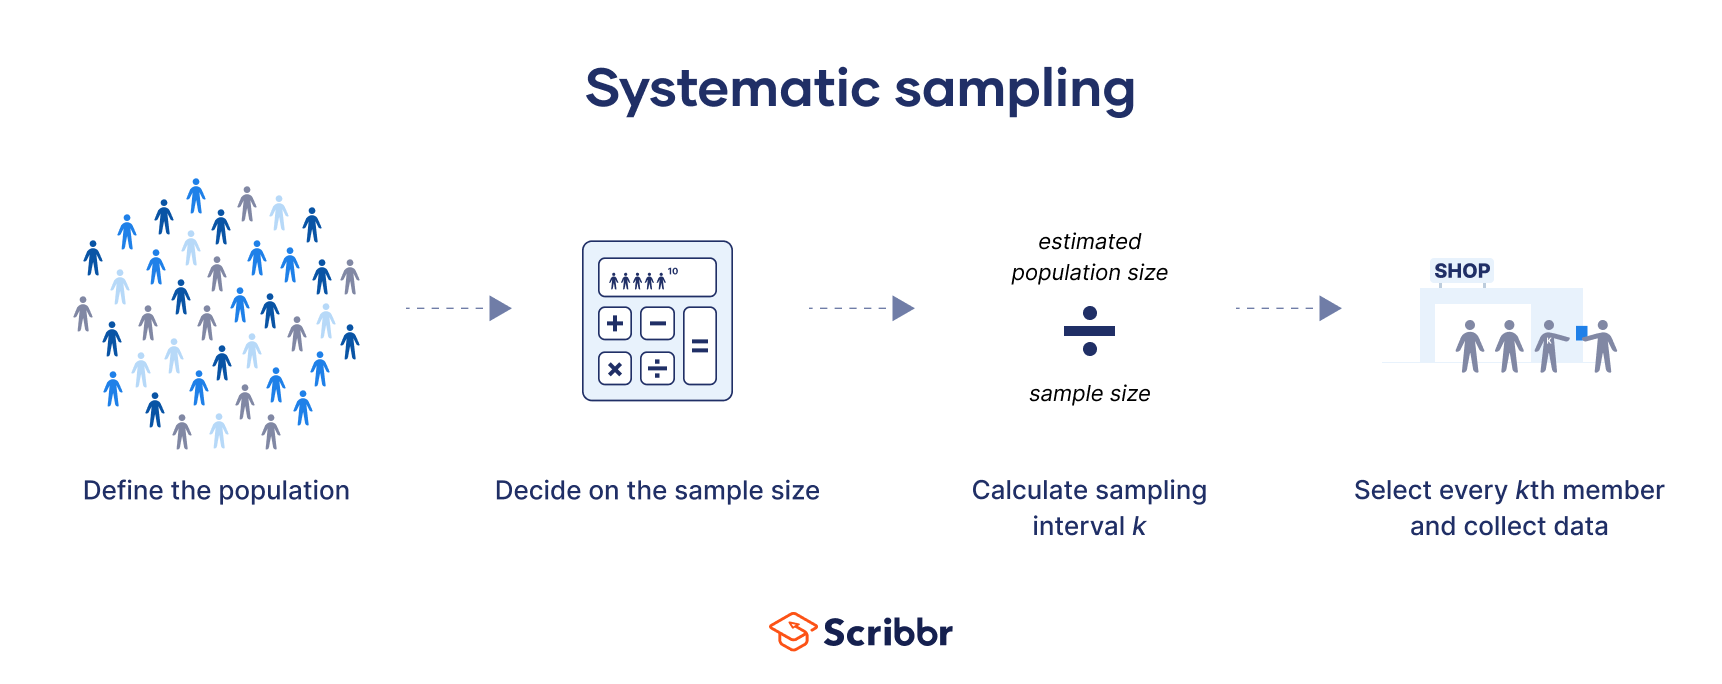 Systematic sampling
10
+
−
=
×
÷
estimated
population size
÷
sample size
SHOP
K
Define the population
Decide on the sample size
Calculate sampling
interval k
Select every kth member
and collect data
Scribbr